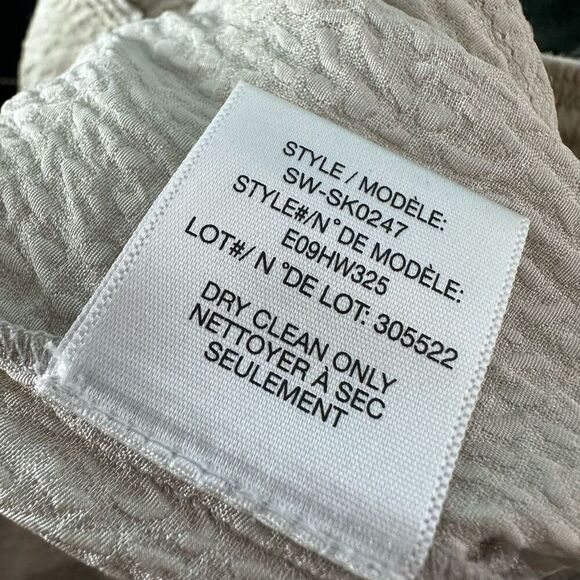 STYLE / MODÈLE:
SW-SK0247
STYLE#/N°DE MODÈLE:
E09HW325
LOT#/ N °DE LOT: 305522
DRY CLEAN ONLY
NETTOYER À SEC
SEULEMENT